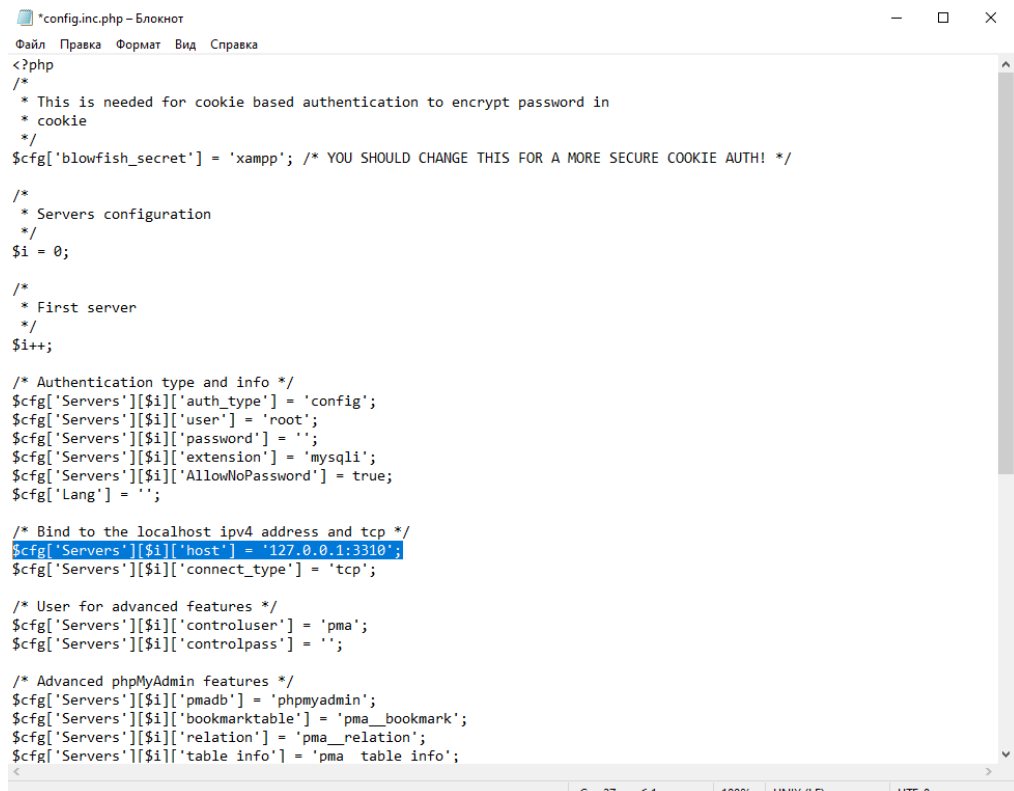 *config.inc.php – Блокнот
Файл Правка Формат Вид Справка
<?php
/*
 * This is needed for cookie based authentication to encrypt password in
 * cookie
 */
$cfg['blowfish_secret'] = 'xampp'; /* YOU SHOULD CHANGE THIS FOR A MORE SECURE COOKIE AUTH! */

/*
 * Servers configuration
 */
$i = 0;

/*
 * First server
 */
$i++;

/* Authentication type and info */
$cfg['Servers'][$i]['auth_type'] = 'config';
$cfg['Servers'][$i]['user'] = 'root';
$cfg['Servers'][$i]['password'] = '';
$cfg['Servers'][$i]['extension'] = 'mysqli';
$cfg['Servers'][$i]['AllowNoPassword'] = true;
$cfg['Lang'] = '';

/* Bind to the localhost ipv4 address and tcp */
$cfg['Servers'][$i]['host'] = '127.0.0.1:3310';
$cfg['Servers'][$i]['connect_type'] = 'tcp';

/* User for advanced features */
$cfg['Servers'][$i]['controluser'] = 'pma';
$cfg['Servers'][$i]['controlpass'] = '';

/* Advanced phpMyAdmin features */
$cfg['Servers'][$i]['pmadb'] = 'phpmyadmin';
$cfg['Servers'][$i]['bookmarktable'] = 'pma__bookmark';
$cfg['Servers'][$i]['relation'] = 'pma__relation';
$cfg['Servers'][$i]['table_info'] = 'pma__table_info';